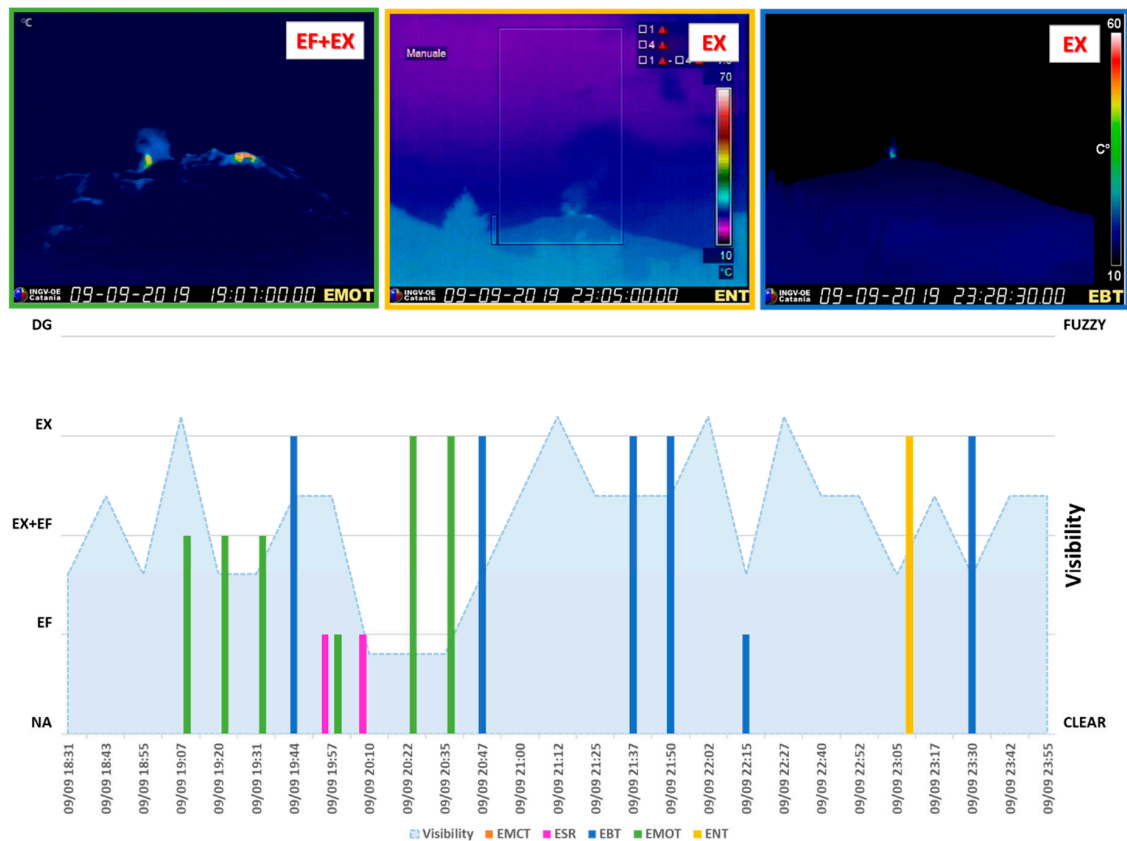 °C
EF+EX
INGV-OE
Catania
09-09-2019 19:07:00.00 EMOT
Manuale
1
4
1 - 4
EX
70
10
°C
INGV-OE
Catania
09-09-2019 23:05:00.00 ENT
EX
60
C°
10
INGV-OE
Catania
09-09-2019 23:28:30.00 EBT
DG
FUZZY
EX
EX+EF
EF
NA
Visibility
CLEAR
09/09 18:31
09/09 18:43
09/09 18:55
09/09 19:07
09/09 19:20
09/09 19:31
09/09 19:44
09/09 19:57
09/09 20:10
09/09 20:22
09/09 20:35
09/09 20:47
09/09 21:00
09/09 21:12
09/09 21:25
09/09 21:37
09/09 21:50
09/09 22:02
09/09 22:15
09/09 22:27
09/09 22:40
09/09 22:52
09/09 23:05
09/09 23:17
09/09 23:30
09/09 23:42
09/09 23:55
Visibility EMCT ESR EBT EMOT ENT